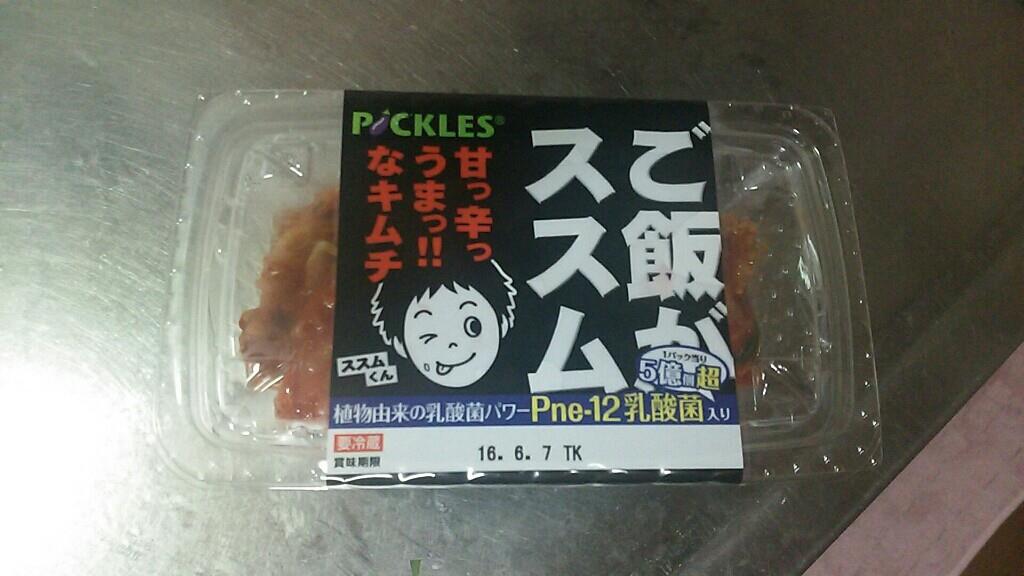 PICKLES®
ご飯が
ススム
甘っ辛っ
うまっ!!
なキムチ
ススム
くん
1パック当り
5億個超
植物由来の乳酸菌パワーPne-12乳酸菌入り
要冷蔵
賞味期限
16. 6. 7 TK